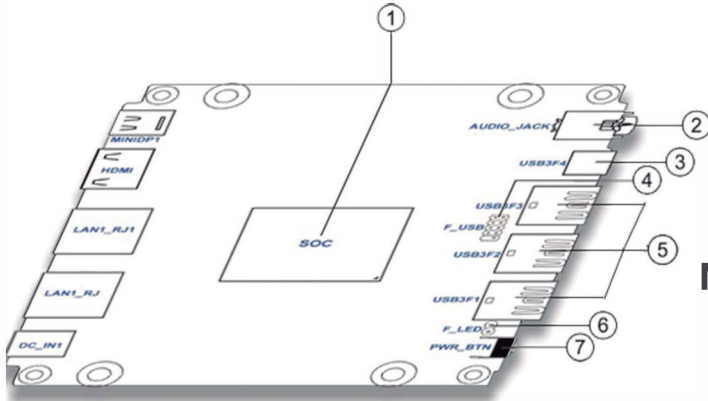 1
AUDIO_JACK
2
MINIDP1
USB3F4
3
HDMI
4
USB3F3
F_USB
LAN1_RJ1
SOC
USB3F2
5
LAN1_RJ
USB3F1
F_LED
6
DC_IN1
PWR_BTN
7